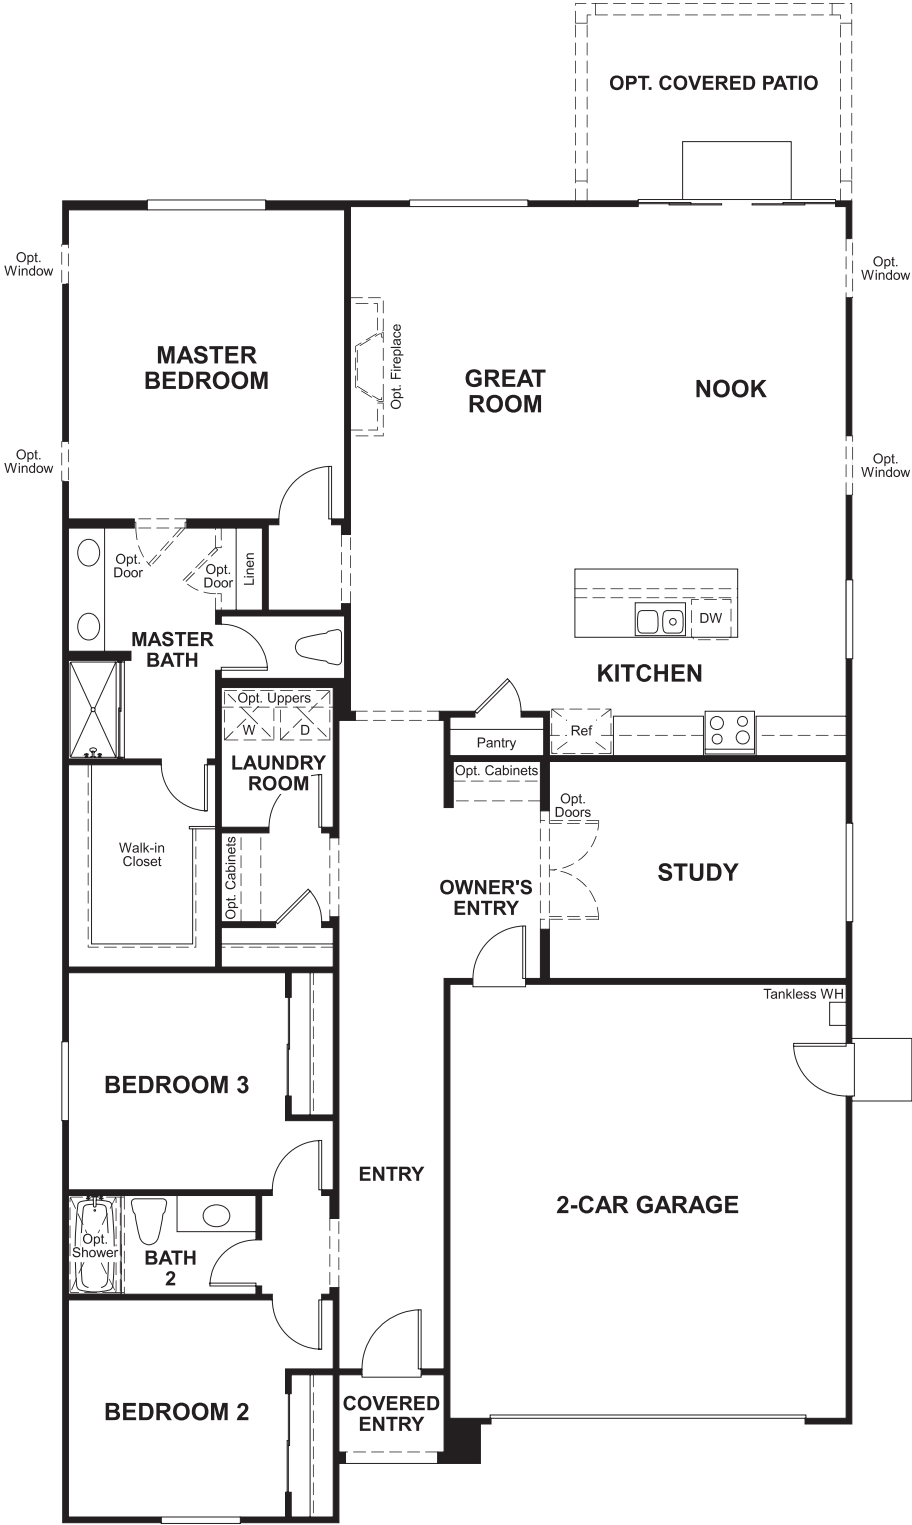 OPT. COVERED PATIO
Opt.
Window
Opt.
Window
MASTER
BEDROOM
Opt. Fireplace
GREAT
ROOM
NOOK
Opt.
Window
Opt.
Window
Opt.
Door
Opt.
Door
Linen
MASTER
BATH
DW
KITCHEN
Opt. Uppers
W
D
LAUNDRY
ROOM
Pantry
Ref
Opt. Cabinets
Opt.
Doors
Walk-in
Closet
Opt. Cabinets
OWNER'S
ENTRY
STUDY
Tankless WH
BEDROOM 3
ENTRY
2-CAR GARAGE
Opt.
Shower
BATH
2
BEDROOM 2
COVERED
ENTRY